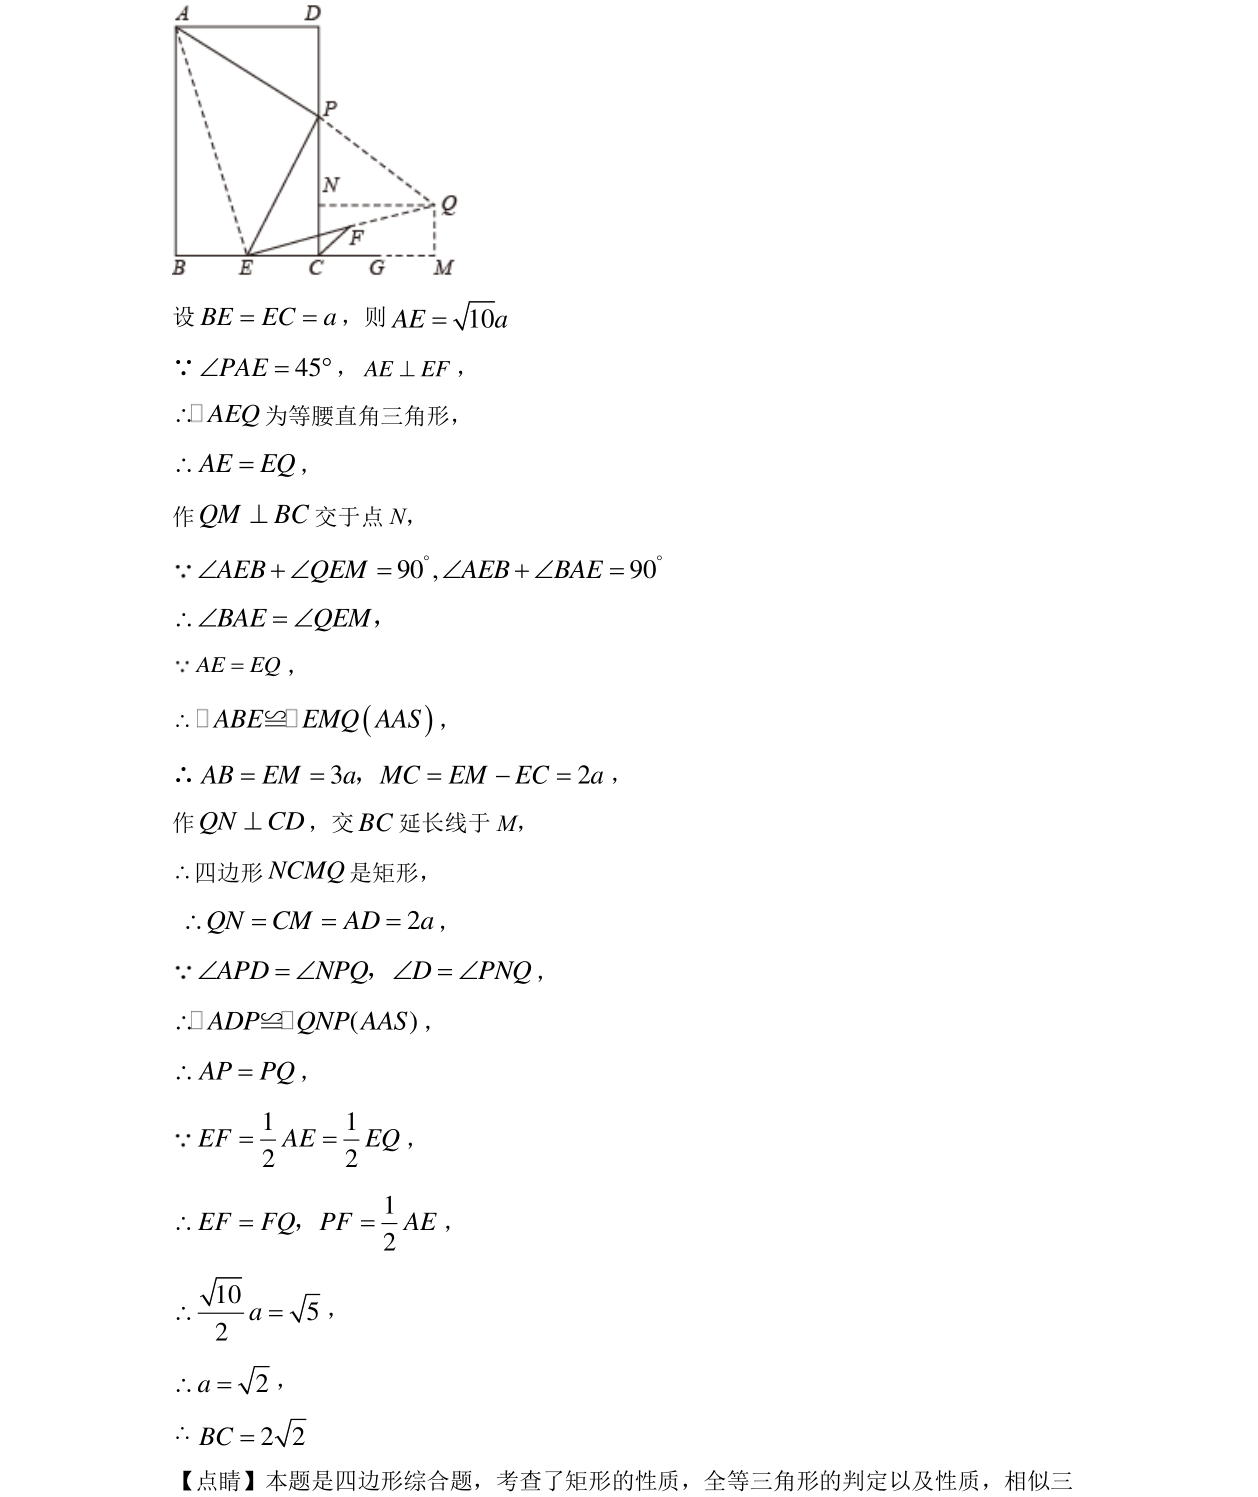 A D
P
N
Q
F
B E C G M
设 BE = EC = a，则 AE = √10a
∵ ∠PAE = 45°，AE ⊥ EF，
∴□ AEQ 为等腰直角三角形，
∴ AE = EQ，
作 QM ⊥ BC 交于点 N，
∵ ∠AEB + ∠QEM = 90°, ∠AEB + ∠BAE = 90°
∴ ∠BAE = ∠QEM，
∵ AE = EQ，
∴ □ ABE≌□ EMQ(AAS)，
∴ AB = EM = 3a，MC = EM − EC = 2a，
作 QN ⊥ CD，交 BC 延长线于 M，
∴四边形 NCMQ 是矩形，
∴QN = CM = AD = 2a，
∵ ∠APD = ∠NPQ，∠D = ∠PNQ，
∴□ ADP≌□ QNP(AAS)，
∴ AP = PQ，
∵ EF = 1/2 AE = 1/2 EQ，
∴ EF = FQ，PF = 1/2 AE，
∴ √10/2 a = √5，
∴ a = √2，
∴ BC = 2√2
【点睛】本题是四边形综合题，考查了矩形的性质，全等三角形的判定以及性质，相似三